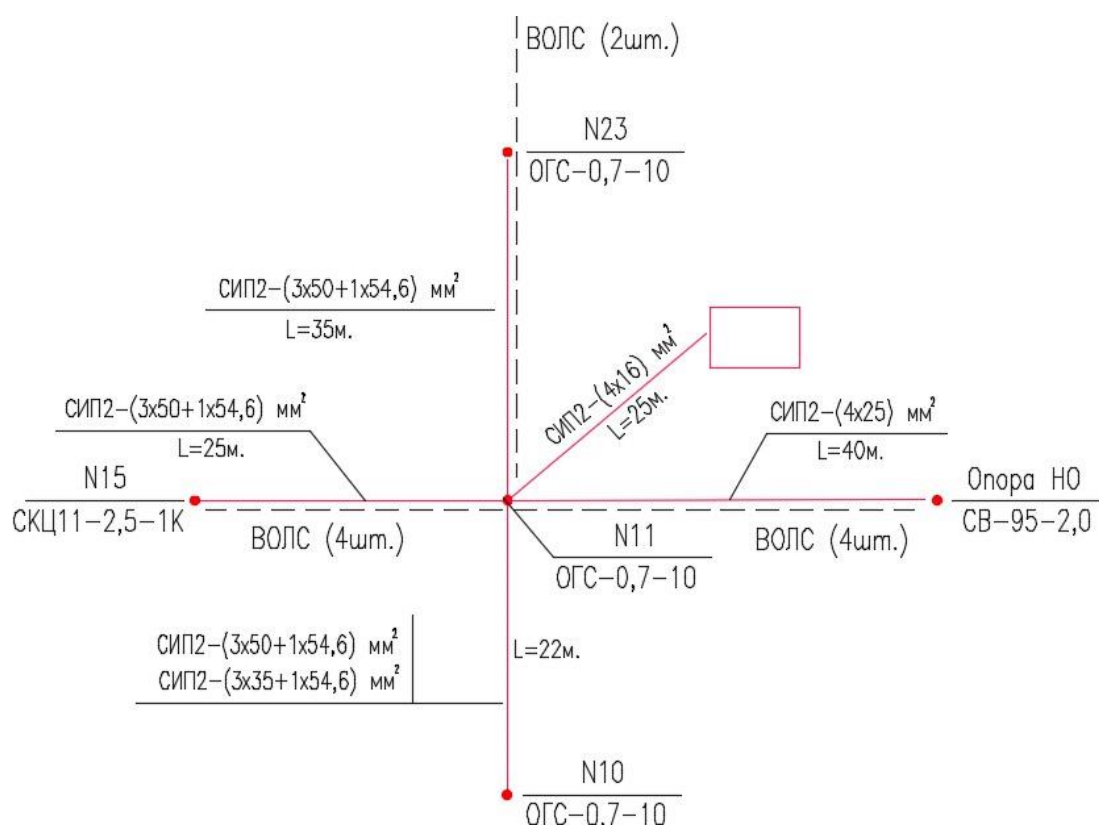 ВОЛС (2шт.)
N23
ОГС-0,7-10
СИП2-(3х50+1х54,6) мм²
L=35м.
СИП2-(4х16) мм²
L=25м.
СИП2-(3х50+1х54,6) мм²
L=25м.
СИП2-(4х25) мм²
L=40м.
N15
СКЦ11-2,5-1К
Опора НО
СВ-95-2,0
ВОЛС (4шт.)
N11
ОГС-0,7-10
ВОЛС (4шт.)
СИП2-(3х50+1х54,6) мм²
СИП2-(3х35+1х54,6) мм²
L=22м.
N10
ОГС-0,7-10